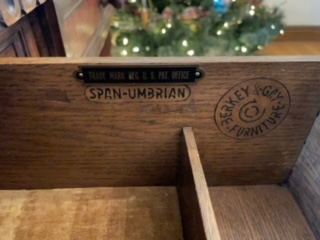 TRADE MARK REG. U. S. PAT. OFFICE
SPAN-UMBRIAN
BERKEY & GAY
FURNITURE